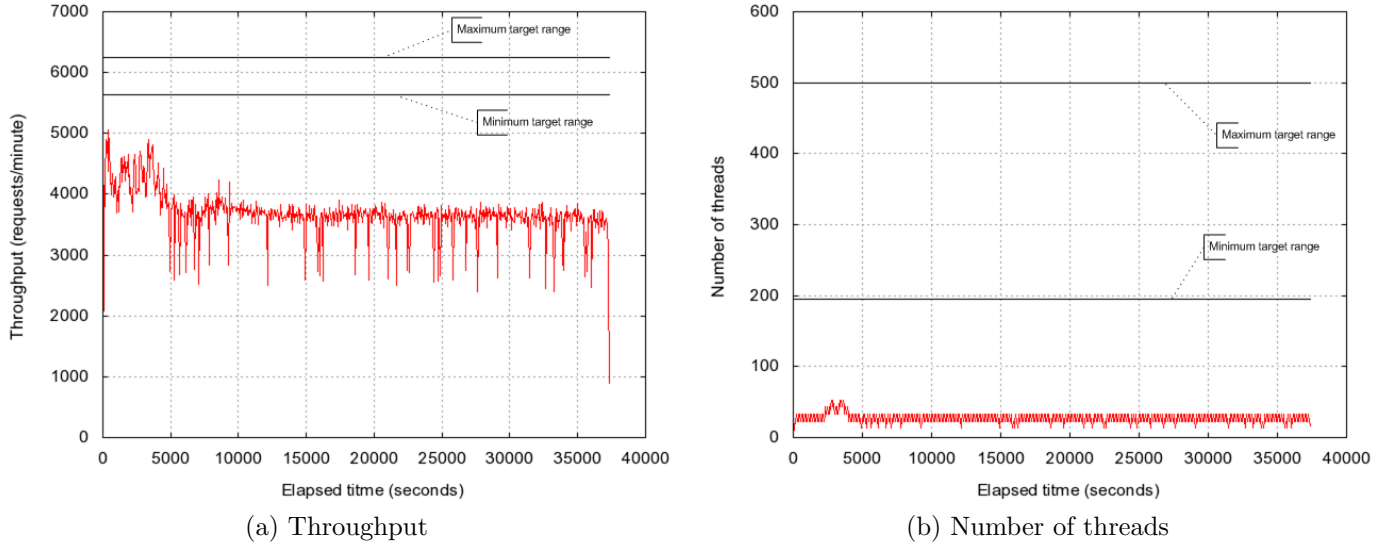 7000
6000
5000
4000
3000
2000
1000
0
Throughput (requests/minute)
Maximum target range
Minimum target range
0 5000 10000 15000 20000 25000 30000 35000 40000
Elapsed titme (seconds)
(a) Throughput
600
500
400
300
200
100
0
Number of threads
Maximum target range
Minimum target range
0 5000 10000 15000 20000 25000 30000 35000 40000
Elapsed titme (seconds)
(b) Number of threads